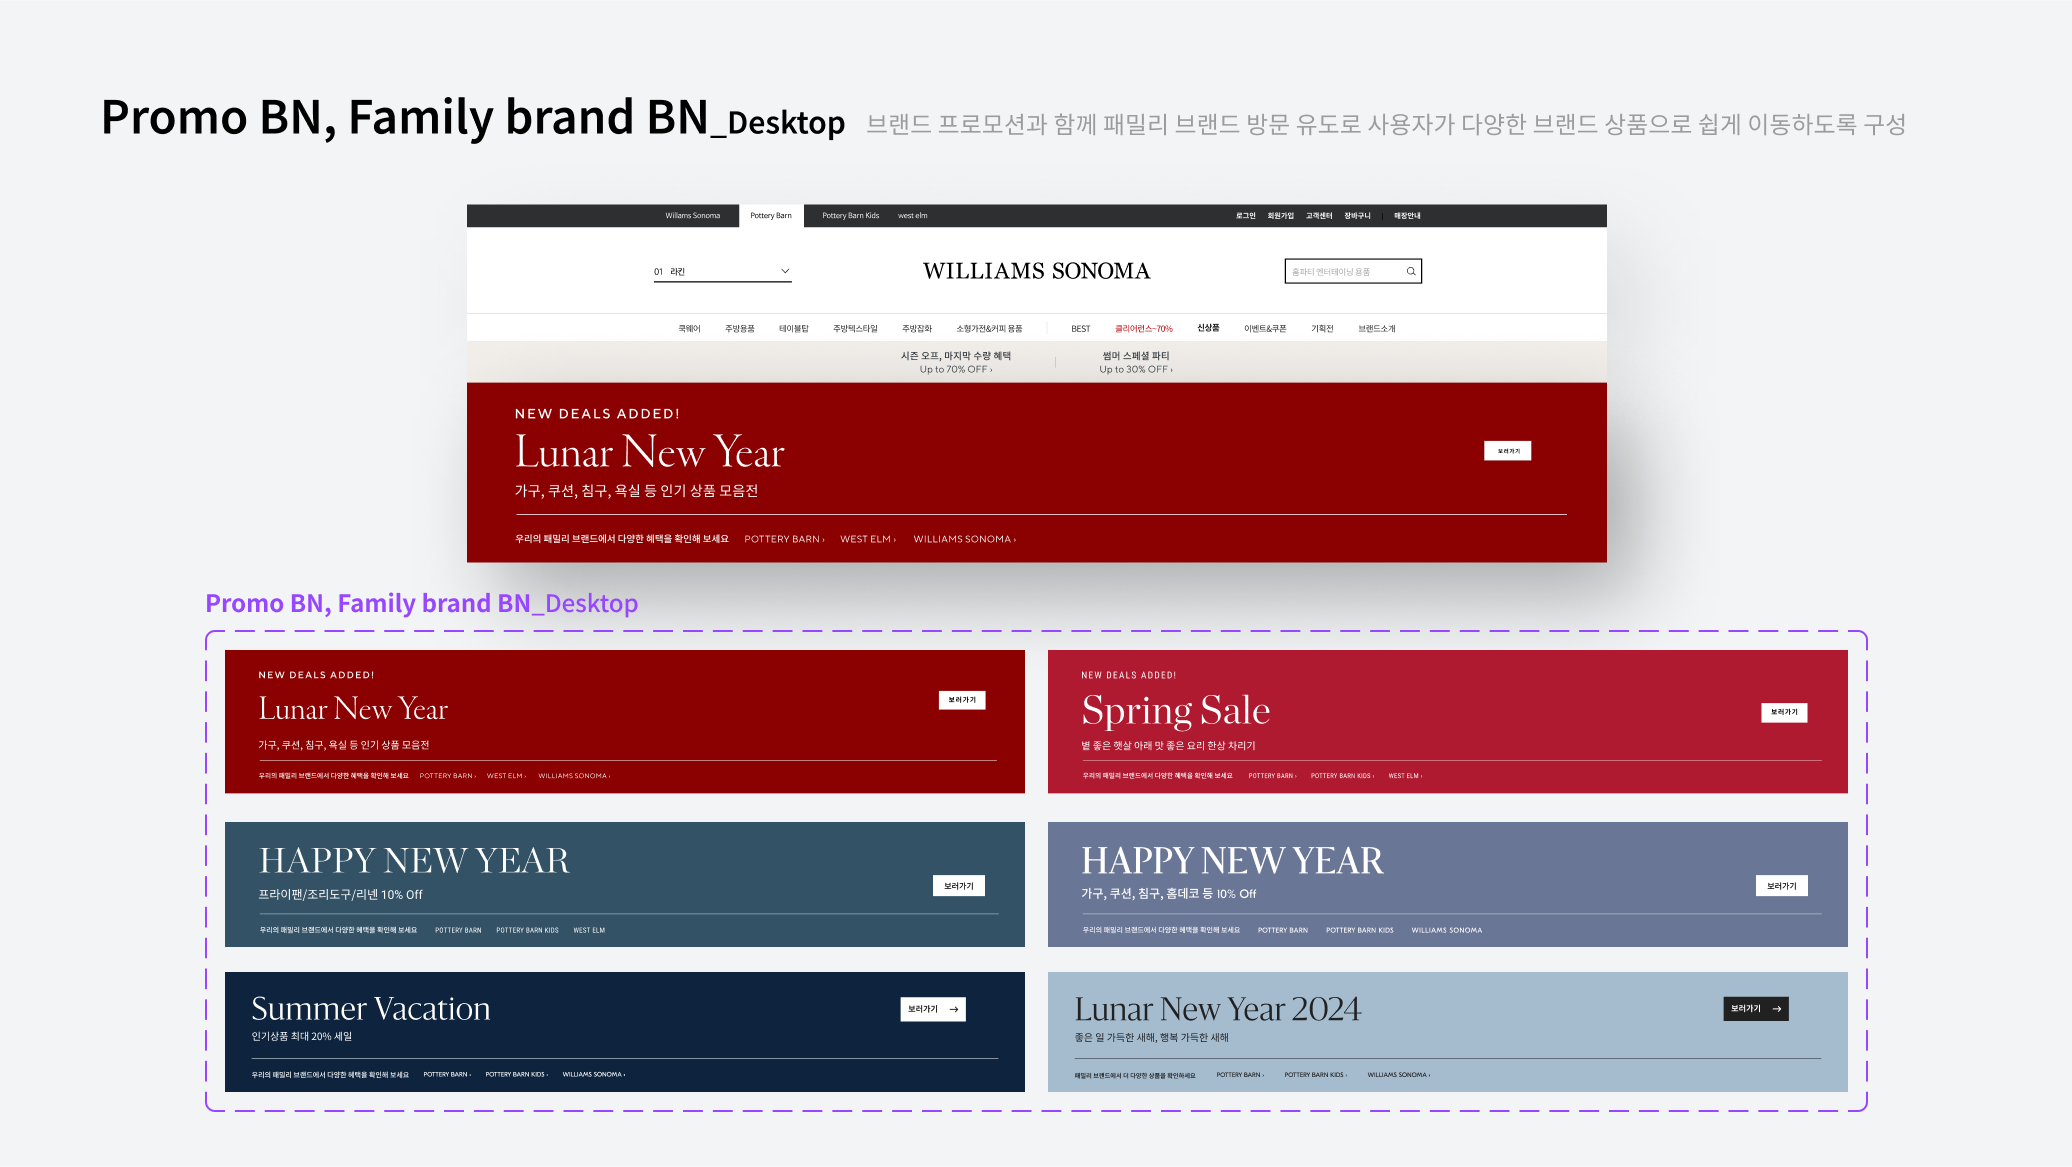 Promo BN, Family brand BN_Desktop 브랜드 프로모션과 함께 패밀리 브랜드 방문 유도로 사용자가 다양한 브랜드 상품으로 쉽게 이동하도록 구성
Willams Sonoma Pottery Barn Pottery Barn Kids west elm 로그인 회원가입 고객센터 장바구니 매장안내
01 라킨 WILLIAMS SONOMA 홈파티 엔터테이닝 용품
쿡웨어 주방용품 테이블탑 주방텍스타일 주방잡화 소형가전&커피 용품 BEST 클리어런스~70% 신상품 이벤트&쿠폰 기획전 브랜드소개
시즌 오프, 마지막 수량 혜택 썸머 스페셜 파티
Up to 70% OFF › Up to 30% OFF ›
NEW DEALS ADDED!
Lunar New Year
보러가기
가구, 쿠션, 침구, 욕실 등 인기 상품 모음전
우리의 패밀리 브랜드에서 다양한 혜택을 확인해 보세요 POTTERY BARN › WEST ELM › WILLIAMS SONOMA ›
Promo BN, Family brand BN_Desktop
NEW DEALS ADDED!
Lunar New Year
보러가기
가구, 쿠션, 침구, 욕실 등 인기 상품 모음전
우리의 패밀리 브랜드에서 다양한 혜택을 확인해 보세요 POTTERY BARN › WEST ELM › WILLIAMS SONOMA ›
NEW DEALS ADDED!
Spring Sale
보러가기
볕 좋은 햇살 아래 맛 좋은 요리 한상 차리기
우리의 패밀리 브랜드에서 다양한 혜택을 확인해 보세요 POTTERY BARN › POTTERY BARN KIDS › WEST ELM ›
HAPPY NEW YEAR
프라이팬/조리도구/리넨 10% Off
보러가기
우리의 패밀리 브랜드에서 다양한 혜택을 확인해 보세요 POTTERY BARN POTTERY BARN KIDS WEST ELM
HAPPY NEW YEAR
가구, 쿠션, 침구, 홈데코 등 10% Off
보러가기
우리의 패밀리 브랜드에서 다양한 혜택을 확인해 보세요 POTTERY BARN POTTERY BARN KIDS WILLIAMS SONOMA
Summer Vacation
보러가기 →
인기상품 최대 20% 세일
우리의 패밀리 브랜드에서 다양한 혜택을 확인해 보세요 POTTERY BARN › POTTERY BARN KIDS › WILLIAMS SONOMA ›
Lunar New Year 2024
보러가기 →
좋은 일 가득한 새해, 행복 가득한 새해
패밀리 브랜드에서 더 다양한 상품을 확인하세요 POTTERY BARN › POTTERY BARN KIDS › WILLIAMS SONOMA ›